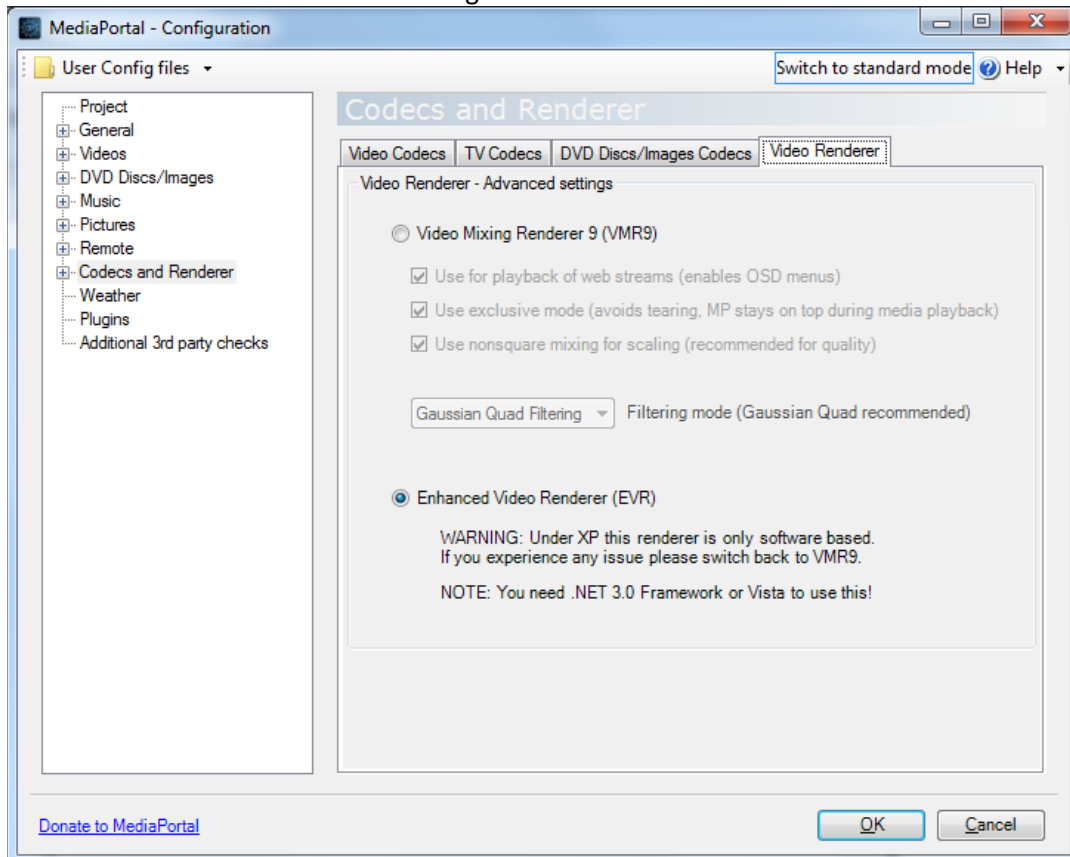 MediaPortal - Configuration
User Config files
Switch to standard mode
Help
Project
General
Videos
DVD Discs/Images
Music
Pictures
Remote
Codecs and Renderer
Weather
Plugins
Additional 3rd party checks
Codecs and Renderer
Video Codecs
TV Codecs
DVD Discs/Images Codecs
Video Renderer
Video Renderer - Advanced settings
Video Mixing Renderer 9 (VMR9)
Use for playback of web streams (enables OSD menus)
Use exclusive mode (avoids tearing, MP stays on top during media playback)
Use nonsquare mixing for scaling (recommended for quality)
Gaussian Quad Filtering
Filtering mode (Gaussian Quad recommended)
Enhanced Video Renderer (EVR)
WARNING: Under XP this renderer is only software based.
If you experience any issue please switch back to VMR9.
NOTE: You need .NET 3.0 Framework or Vista to use this!
Donate to MediaPortal
OK
Cancel